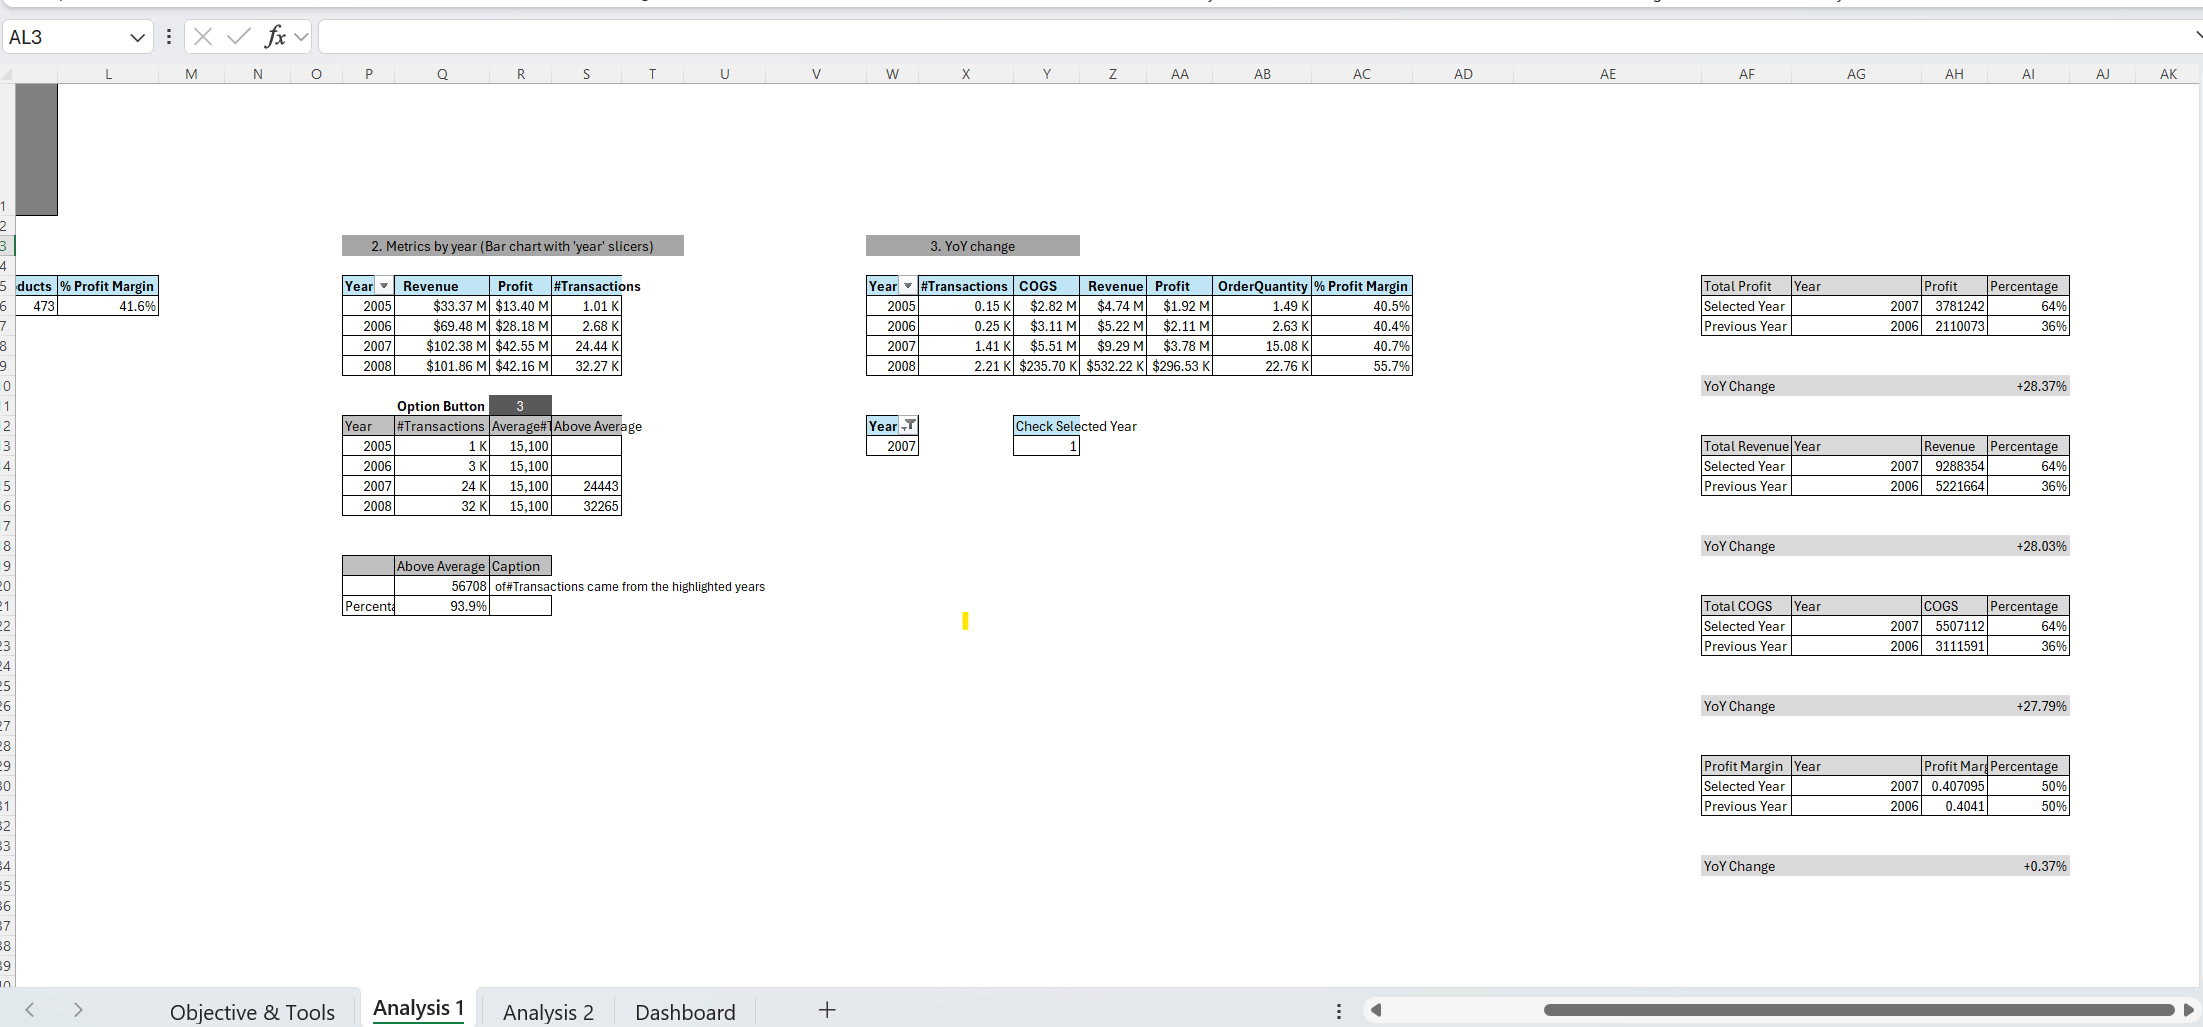 AL3
fx
L M N O P Q R S T U V W X Y Z AA AB AC AD AE AF AG AH AI AJ AK
1
2
3 2. Metrics by year (Bar chart with 'year' slicers) 3. YoY change
4
5 ducts % Profit Margin Year Revenue Profit #Transactions Year #Transactions COGS Revenue Profit OrderQuantity % Profit Margin Total Profit Year Profit Percentage
6 473 41.6% 2005 $33.37 M $13.40 M 1.01 K 2005 0.15 K $2.82 M $4.74 M $1.92 M 1.49 K 40.5% Selected Year 2007 3781242 64%
7 2006 $69.48 M $28.18 M 2.68 K 2006 0.25 K $3.11 M $5.22 M $2.11 M 2.63 K 40.4% Previous Year 2006 2110073 36%
8 2007 $102.38 M $42.55 M 24.44 K 2007 1.41 K $5.51 M $9.29 M $3.78 M 15.08 K 40.7%
9 2008 $101.86 M $42.16 M 32.27 K 2008 2.21 K $235.70 K $532.22 K $296.53 K 22.76 K 55.7%
0 YoY Change +28.37%
1 Option Button 3
2 Year #Transactions Average#T Above Average Year Check Selected Year
3 2005 1 K 15,100 2007 1 Total Revenue Year Revenue Percentage
4 2006 3 K 15,100 Selected Year 2007 9288354 64%
5 2007 24 K 15,100 24443 Previous Year 2006 5221664 36%
6 2008 32 K 15,100 32265
7
8 YoY Change +28.03%
9 Above Average Caption
20 56708 of#Transactions came from the highlighted years
21 Percenta 93.9% Total COGS Year COGS Percentage
22 Selected Year 2007 5507112 64%
23 Previous Year 2006 3111591 36%
24
25
26 YoY Change +27.79%
27
28
29 Profit Margin Year Profit Marg Percentage
30 Selected Year 2007 0.407095 50%
31 Previous Year 2006 0.4041 50%
32
33
34 YoY Change +0.37%
35
36
37
38
39
Objective & Tools Analysis 1 Analysis 2 Dashboard +